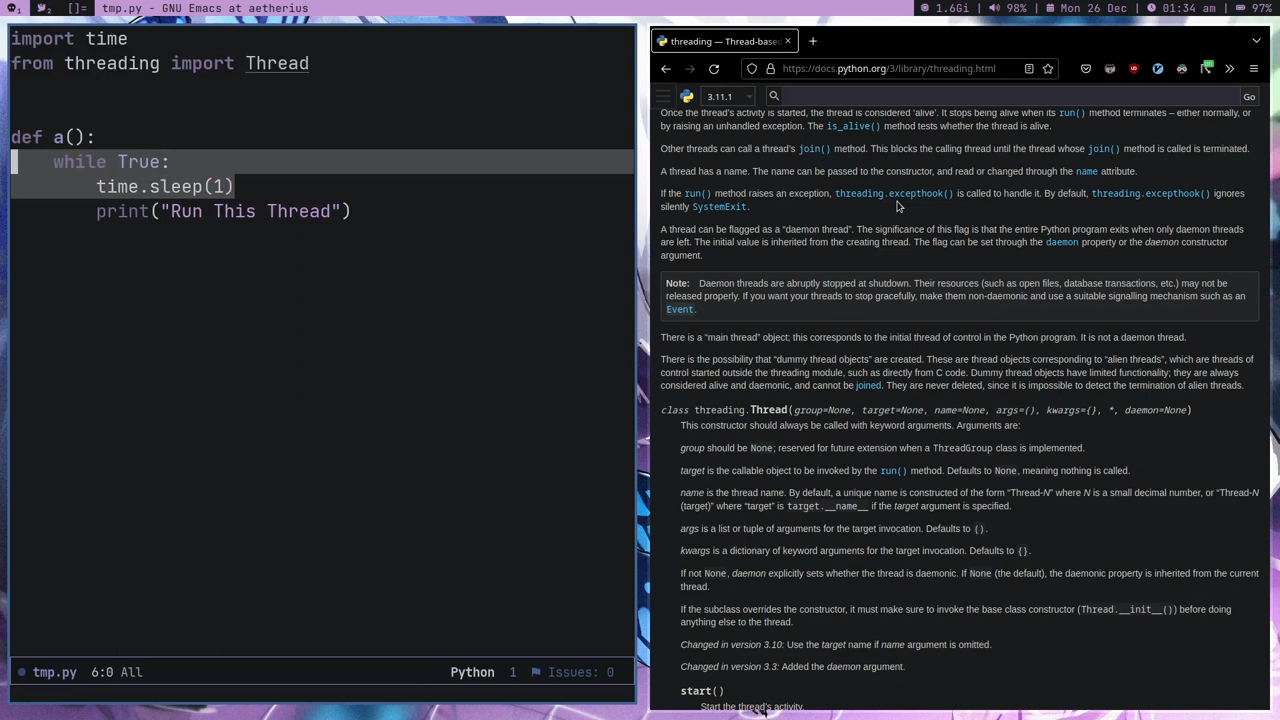 []= tmp.py - GNU Emacs at aetherius
1.6Gi 98% Mon 26 Dec 01:34 am 97%
import time
from threading import Thread
def a():
while True:
time.sleep(1)
print("Run This Thread")
tmp.py 6:0 All Python 1 Issues: 0
threading — Thread-based
https://docs.python.org/3/library/threading.html
3.11.1 Go
Once the thread's activity is started, the thread is considered 'alive'. It stops being alive when its run() method terminates – either normally, or
by raising an unhandled exception. The is_alive() method tests whether the thread is alive.
Other threads can call a thread's join() method. This blocks the calling thread until the thread whose join() method is called is terminated.
A thread has a name. The name can be passed to the constructor, and read or changed through the name attribute.
If the run() method raises an exception, threading.excepthook() is called to handle it. By default, threading.excepthook() ignores
silently SystemExit.
A thread can be flagged as a “daemon thread”. The significance of this flag is that the entire Python program exits when only daemon threads
are left. The initial value is inherited from the creating thread. The flag can be set through the daemon property or the daemon constructor
argument.
Note: Daemon threads are abruptly stopped at shutdown. Their resources (such as open files, database transactions, etc.) may not be
released properly. If you want your threads to stop gracefully, make them non-daemonic and use a suitable signalling mechanism such as an
Event.
There is a “main thread” object; this corresponds to the initial thread of control in the Python program. It is not a daemon thread.
There is the possibility that “dummy thread objects” are created. These are thread objects corresponding to “alien threads”, which are threads of
control started outside the threading module, such as directly from C code. Dummy thread objects have limited functionality; they are always
considered alive and daemonic, and cannot be joined. They are never deleted, since it is impossible to detect the termination of alien threads.
class threading.Thread(group=None, target=None, name=None, args=(), kwargs={}, *, daemon=None)
This constructor should always be called with keyword arguments. Arguments are:
group should be None; reserved for future extension when a ThreadGroup class is implemented.
target is the callable object to be invoked by the run() method. Defaults to None, meaning nothing is called.
name is the thread name. By default, a unique name is constructed of the form “Thread-N” where N is a small decimal number, or “Thread-N
(target)” where “target” is target.__name__ if the target argument is specified.
args is a list or tuple of arguments for the target invocation. Defaults to ().
kwargs is a dictionary of keyword arguments for the target invocation. Defaults to {}.
If not None, daemon explicitly sets whether the thread is daemonic. If None (the default), the daemonic property is inherited from the current
thread.
If the subclass overrides the constructor, it must make sure to invoke the base class constructor (Thread.__init__()) before doing
anything else to the thread.
Changed in version 3.10: Use the target name if name argument is omitted.
Changed in version 3.3: Added the daemon argument.
start()
Start the thread's activity.